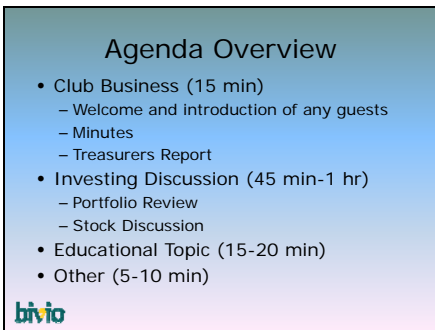 Agenda Overview
• Club Business (15 min)
– Welcome and introduction of any guests
– Minutes
– Treasurers Report
• Investing Discussion (45 min-1 hr)
– Portfolio Review
– Stock Discussion
• Educational Topic (15-20 min)
• Other (5-10 min)
bivio